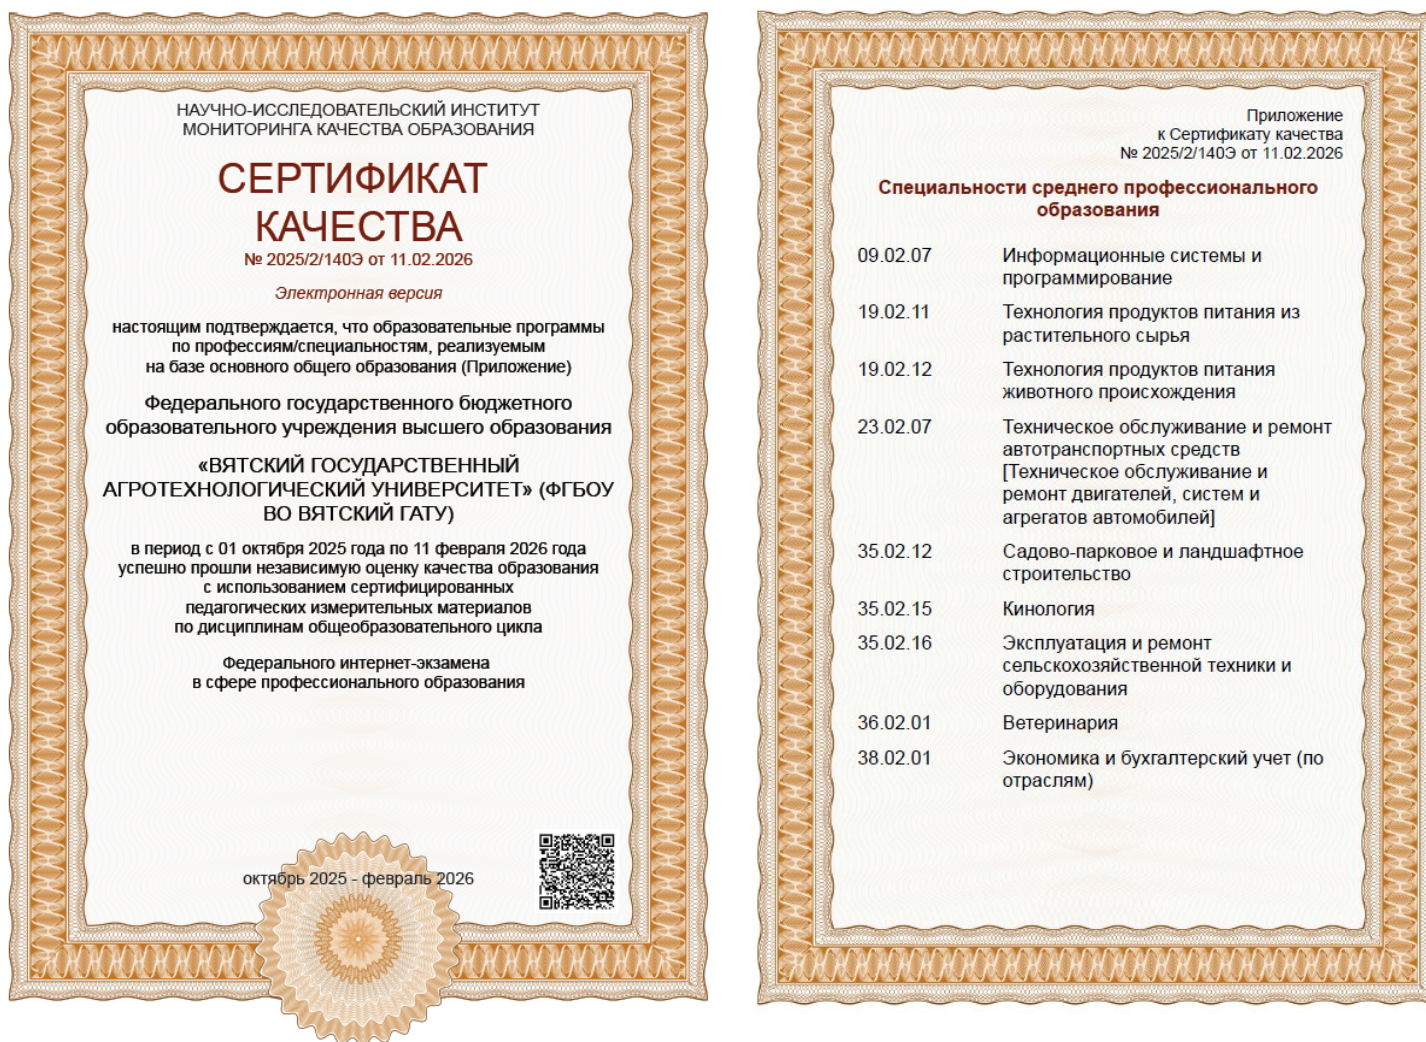 НАУЧНО-ИССЛЕДОВАТЕЛЬСКИЙ ИНСТИТУТ
МОНИТОРИНГА КАЧЕСТВА ОБРАЗОВАНИЯ
СЕРТИФИКАТ
КАЧЕСТВА
№ 2025/2/140Э от 11.02.2026
Электронная версия
настоящим подтверждается, что образовательные программы
по профессиям/специальностям, реализуемым
на базе основного общего образования (Приложение)
Федерального государственного бюджетного
образовательного учреждения высшего образования
«ВЯТСКИЙ ГОСУДАРСТВЕННЫЙ
АГРОТЕХНОЛОГИЧЕСКИЙ УНИВЕРСИТЕТ» (ФГБОУ
ВО ВЯТСКИЙ ГАТУ)
в период с 01 октября 2025 года по 11 февраля 2026 года
успешно прошли независимую оценку качества образования
с использованием сертифицированных
педагогических измерительных материалов
по дисциплинам общеобразовательного цикла
Федерального интернет-экзамена
в сфере профессионального образования
октябрь 2025 - февраль 2026
Приложение
к Сертификату качества
№ 2025/2/140Э от 11.02.2026
Специальности среднего профессионального
образования
09.02.07 Информационные системы и
программирование
19.02.11 Технология продуктов питания из
растительного сырья
19.02.12 Технология продуктов питания
животного происхождения
23.02.07 Техническое обслуживание и ремонт
автотранспортных средств
[Техническое обслуживание и
ремонт двигателей, систем и
агрегатов автомобилей]
35.02.12 Садово-парковое и ландшафтное
строительство
35.02.15 Кинология
35.02.16 Эксплуатация и ремонт
сельскохозяйственной техники и
оборудования
36.02.01 Ветеринария
38.02.01 Экономика и бухгалтерский учет (по
отраслям)